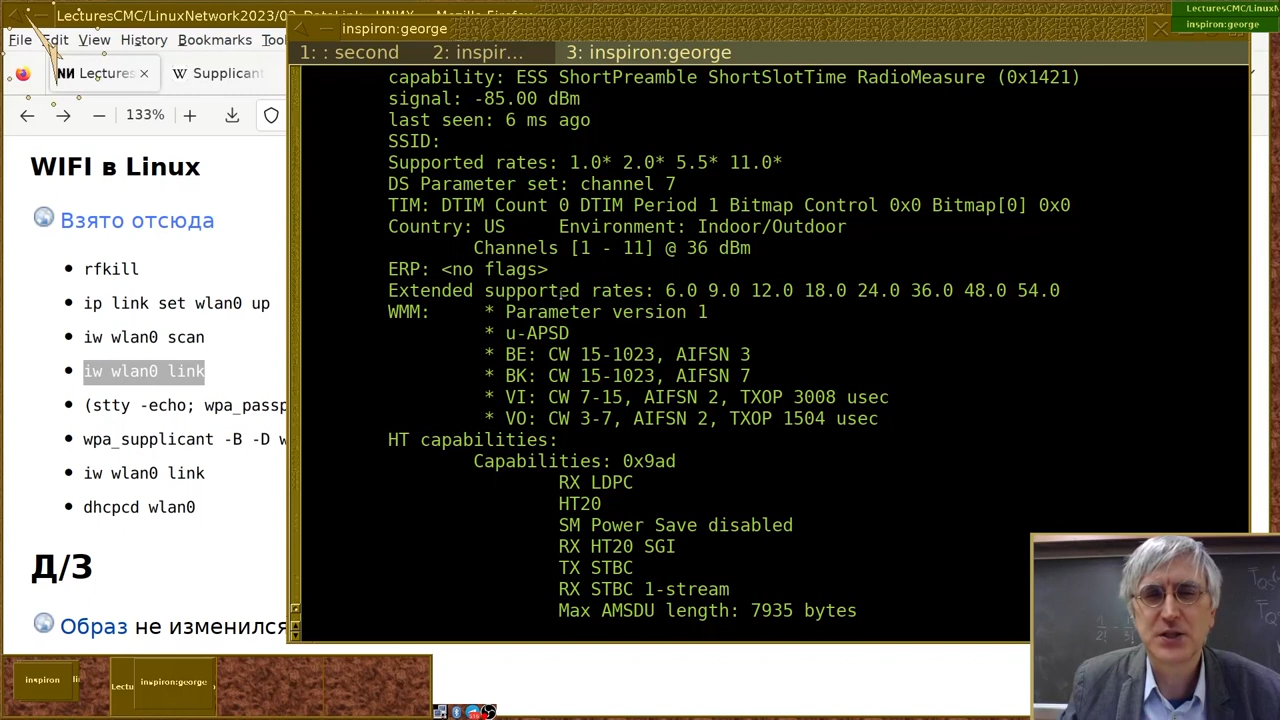 LecturesCMC/LinuxNetwork2023/02_DataLink - UNИX — Mozilla Firefox
File Edit View History Bookmarks Too
Lectures
Supplicant
133%
WIFI в Linux
Взято отсюда
rfkill
ip link set wlan0 up
iw wlan0 scan
iw wlan0 link
(stty -echo; wpa_passp
wpa_supplicant -B -D w
iw wlan0 link
dhcpcd wlan0
Д/З
Образ не изменился
inspiron:george
1: : second 2: inspir... 3: inspiron:george
capability: ESS ShortPreamble ShortSlotTime RadioMeasure (0x1421)
signal: -85.00 dBm
last seen: 6 ms ago
SSID:
Supported rates: 1.0* 2.0* 5.5* 11.0*
DS Parameter set: channel 7
TIM: DTIM Count 0 DTIM Period 1 Bitmap Control 0x0 Bitmap[0] 0x0
Country: US Environment: Indoor/Outdoor
Channels [1 - 11] @ 36 dBm
ERP: <no flags>
Extended supported rates: 6.0 9.0 12.0 18.0 24.0 36.0 48.0 54.0
WMM: * Parameter version 1
* u-APSD
* BE: CW 15-1023, AIFSN 3
* BK: CW 15-1023, AIFSN 7
* VI: CW 7-15, AIFSN 2, TXOP 3008 usec
* VO: CW 3-7, AIFSN 2, TXOP 1504 usec
HT capabilities:
Capabilities: 0x9ad
RX LDPC
HT20
SM Power Save disabled
RX HT20 SGI
TX STBC
RX STBC 1-stream
Max AMSDU length: 7935 bytes
LecturesCMC/LinuxN
inspiron:george
inspiron
Lectu
inspiron:george